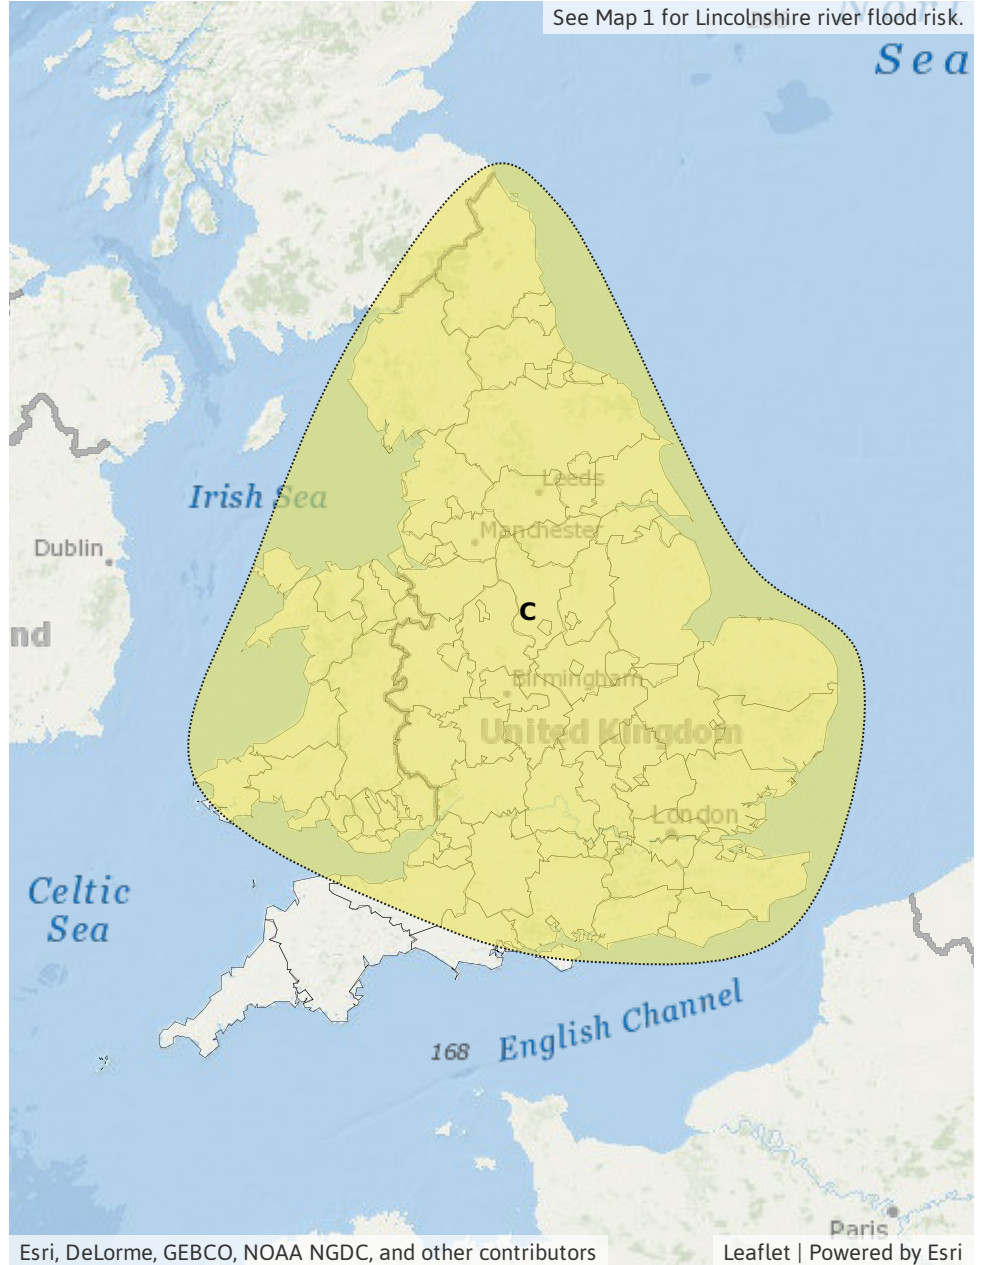 See Map 1 for Lincolnshire river flood risk.
Sea
Leeds
Irish Sea
Manchester
Dublin
C
nd
Birmingham
United Kingdom
London
Celtic
Sea
English Channel
168
Paris
Esri, DeLorme, GEBCO, NOAA NGDC, and other contributors
Leaflet | Powered by Esri